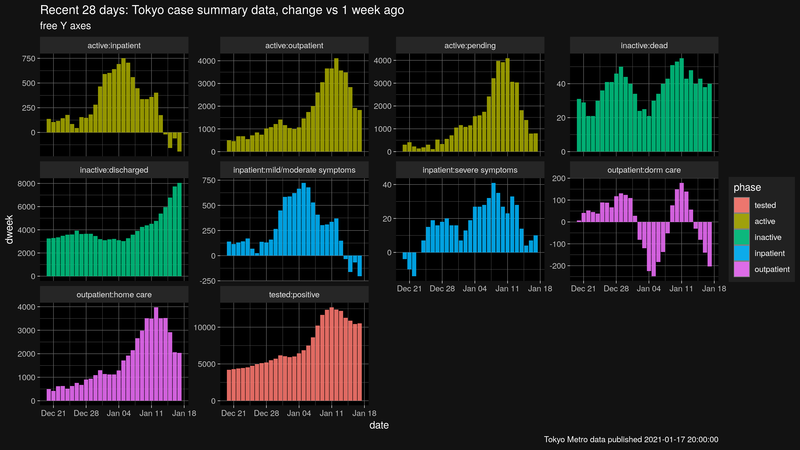 Recent 28 days: Tokyo case summary data, change vs 1 week ago
free Y axes
active:inpatient
active:outpatient
active:pending
inactive:dead
750
500
250
0
4000
3000
2000
1000
0
4000
3000
2000
1000
0
40
20
0
inactive:discharged
inpatient:mild/moderate symptoms
inpatient:severe symptoms
outpatient:dorm care
8000
6000
4000
2000
0
750
500
250
0
-250
40
20
0
200
100
0
-100
-200
Dec 21 Dec 28 Jan 04 Jan 11 Jan 18
Dec 21 Dec 28 Jan 04 Jan 11 Jan 18
outpatient:home care
tested:positive
4000
3000
2000
1000
0
10000
5000
0
Dec 21 Dec 28 Jan 04 Jan 11 Jan 18
Dec 21 Dec 28 Jan 04 Jan 11 Jan 18
dweek
date
phase
tested
active
inactive
inpatient
outpatient
Tokyo Metro data published 2021-01-17 20:00:00